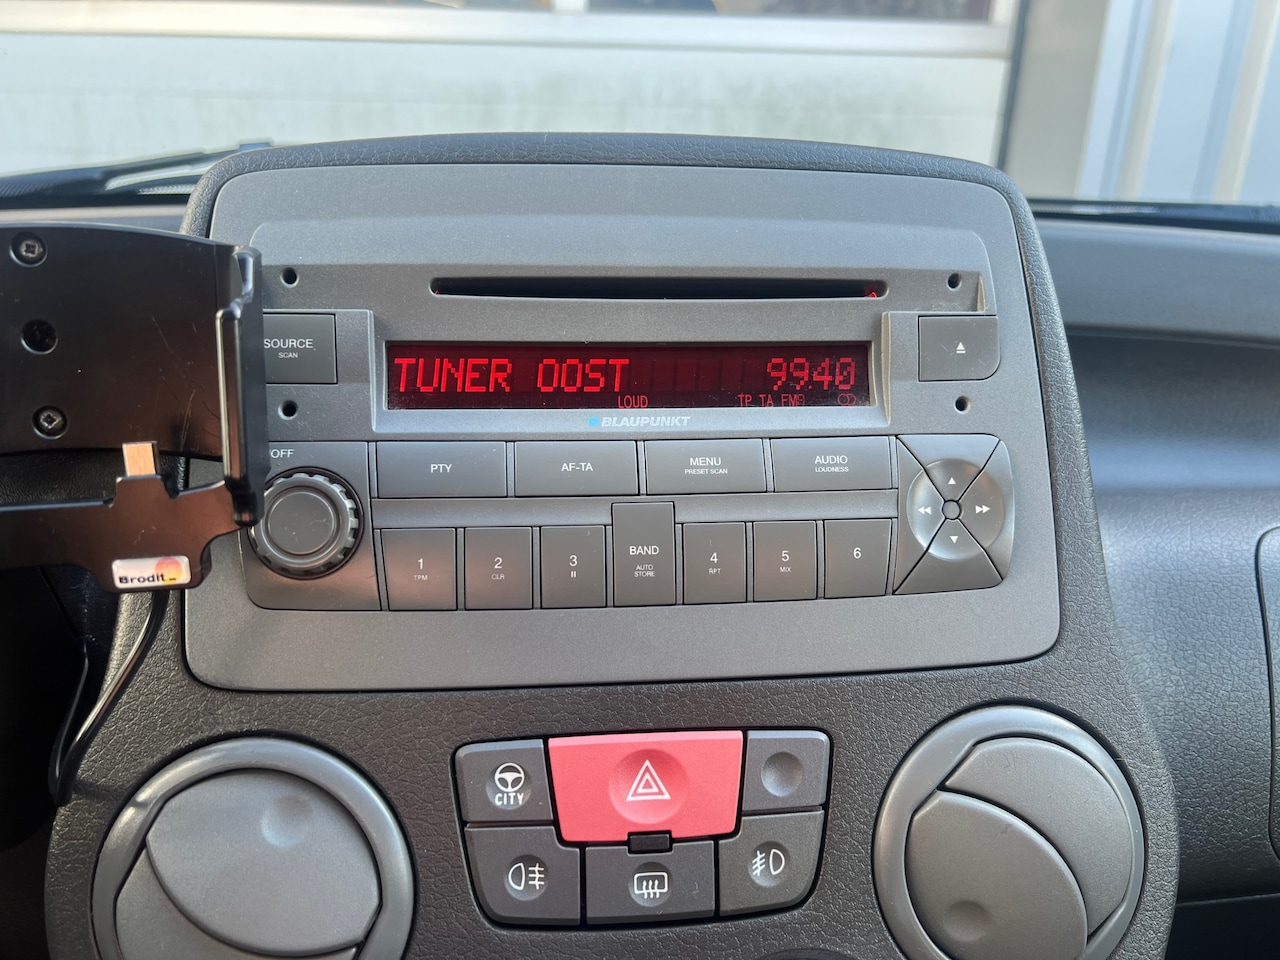 SOURCE
SCAN
TUNER OOST 99.40
LOUD TP TA FM
BLAUPUNKT
OFF
PTY
AF-TA
MENU
PRESET SCAN
AUDIO
LOUDNESS
1
TPM
2
CLR
3
BAND
AUTO
STORE
4
RPT
5
MIX
6
Brodit
CITY